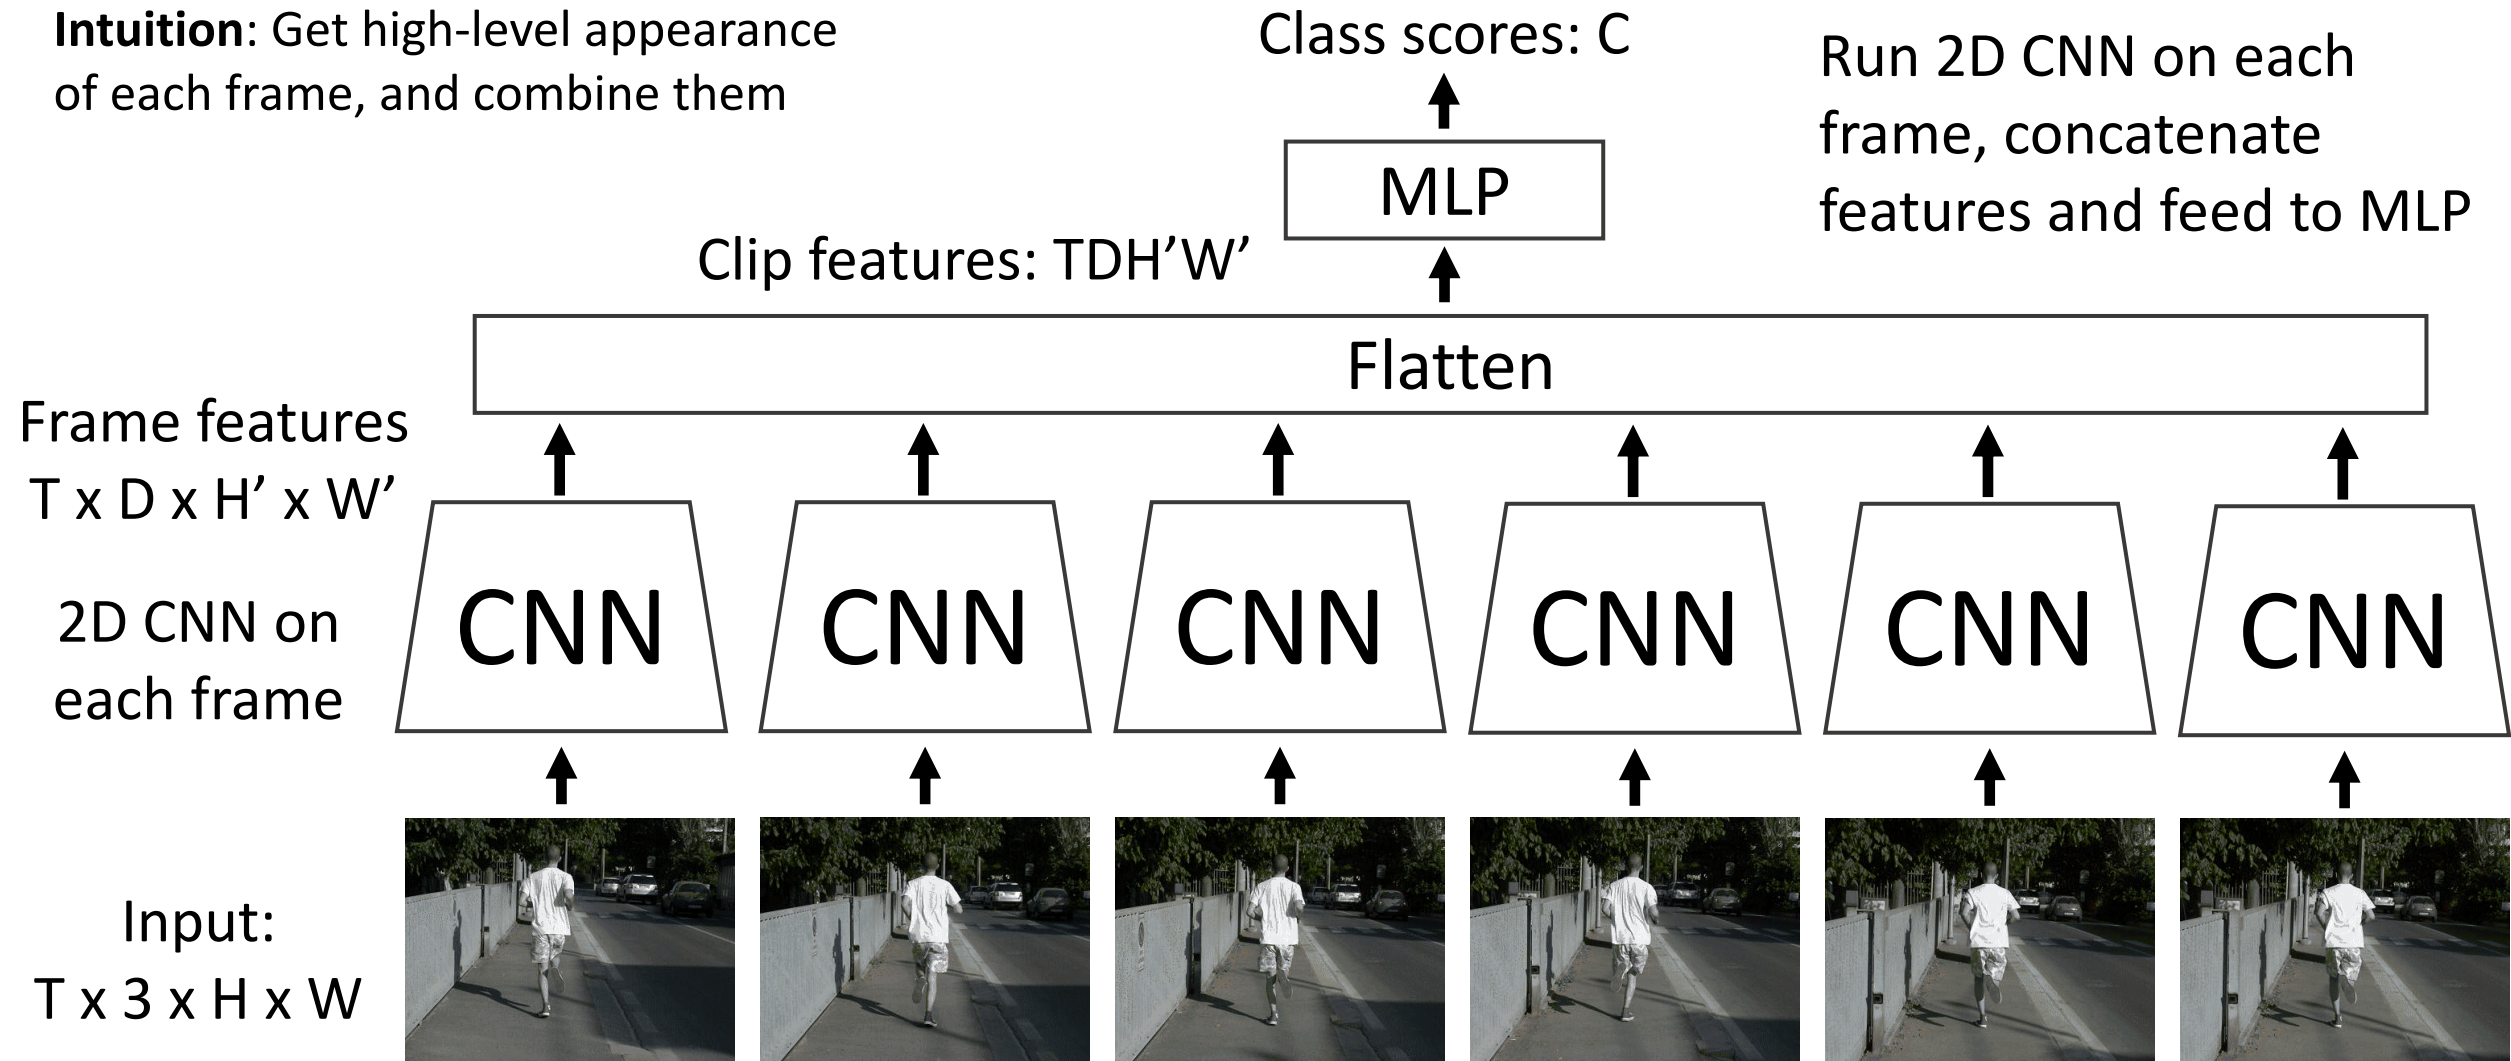 Intuition: Get high-level appearance
of each frame, and combine them
Class scores: C
Run 2D CNN on each
frame, concatenate
features and feed to MLP
MLP
Clip features: TDH’W’
Flatten
Frame features
T x D x H’ x W’
2D CNN on
each frame
CNN
CNN
CNN
CNN
CNN
CNN
Input:
T x 3 x H x W